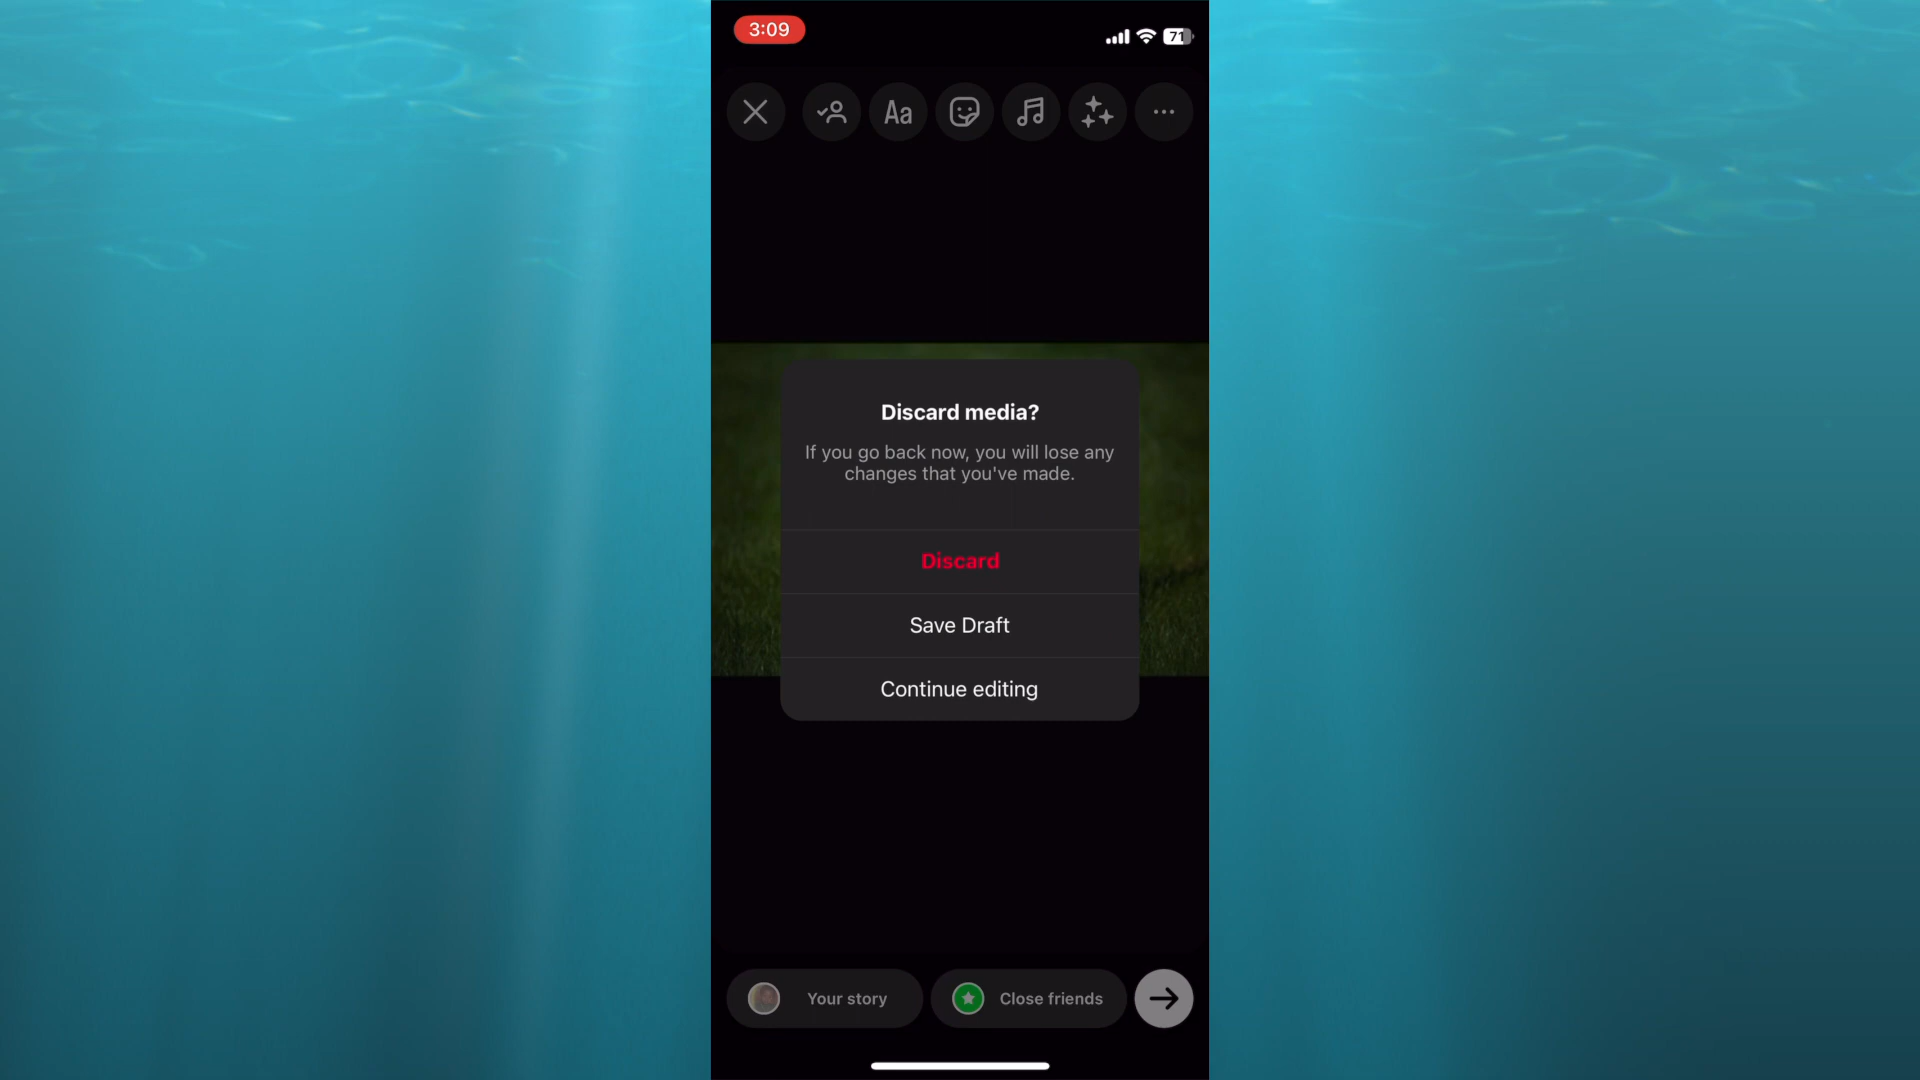 3:09
71
Aa
Discard media?
If you go back now, you will lose any
changes that you've made.
Discard
Save Draft
Continue editing
Your story
Close friends